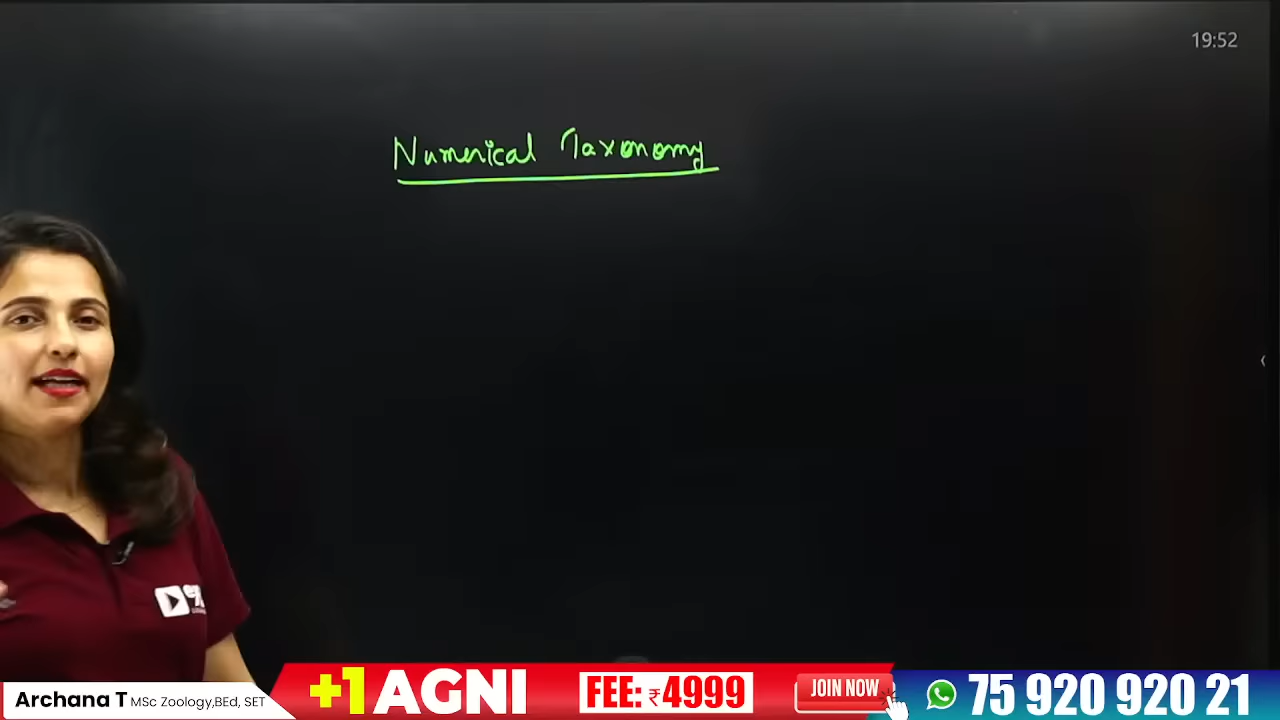 19:52
Numerical Taxonomy
Archana T MSc Zoology,BEd, SET
+1 AGNI
FEE: ₹4999
JOIN NOW
75 920 920 21